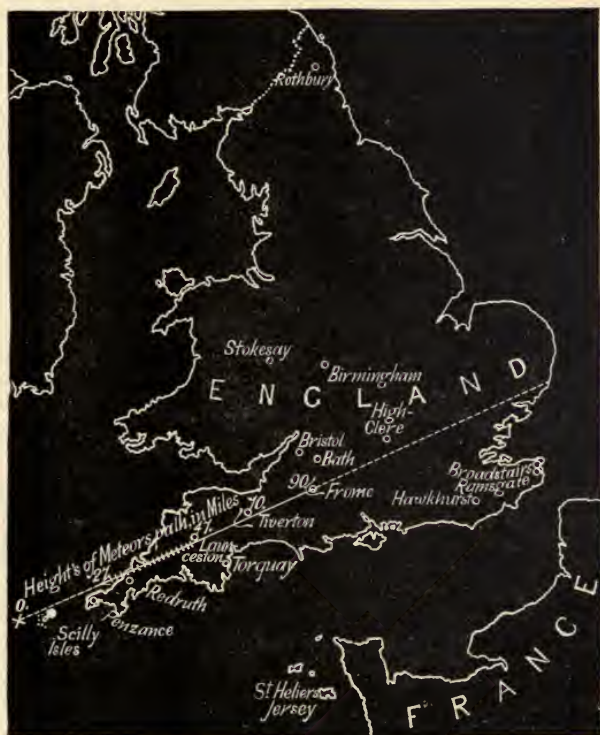 Rothbury
Stokesay
Birmingham
ENGLAND
High-
Clere
Bristol
Bath
Broadstairs
Ramsgate
90
Frome
Hawkhurst
Height's of Meteors path in Miles
70
Tiverton
47
Laun
ceston
Torquay
27
Redruth
Penzance
0.
Scilly
Isles
St Heliers
Jersey
FRANCE